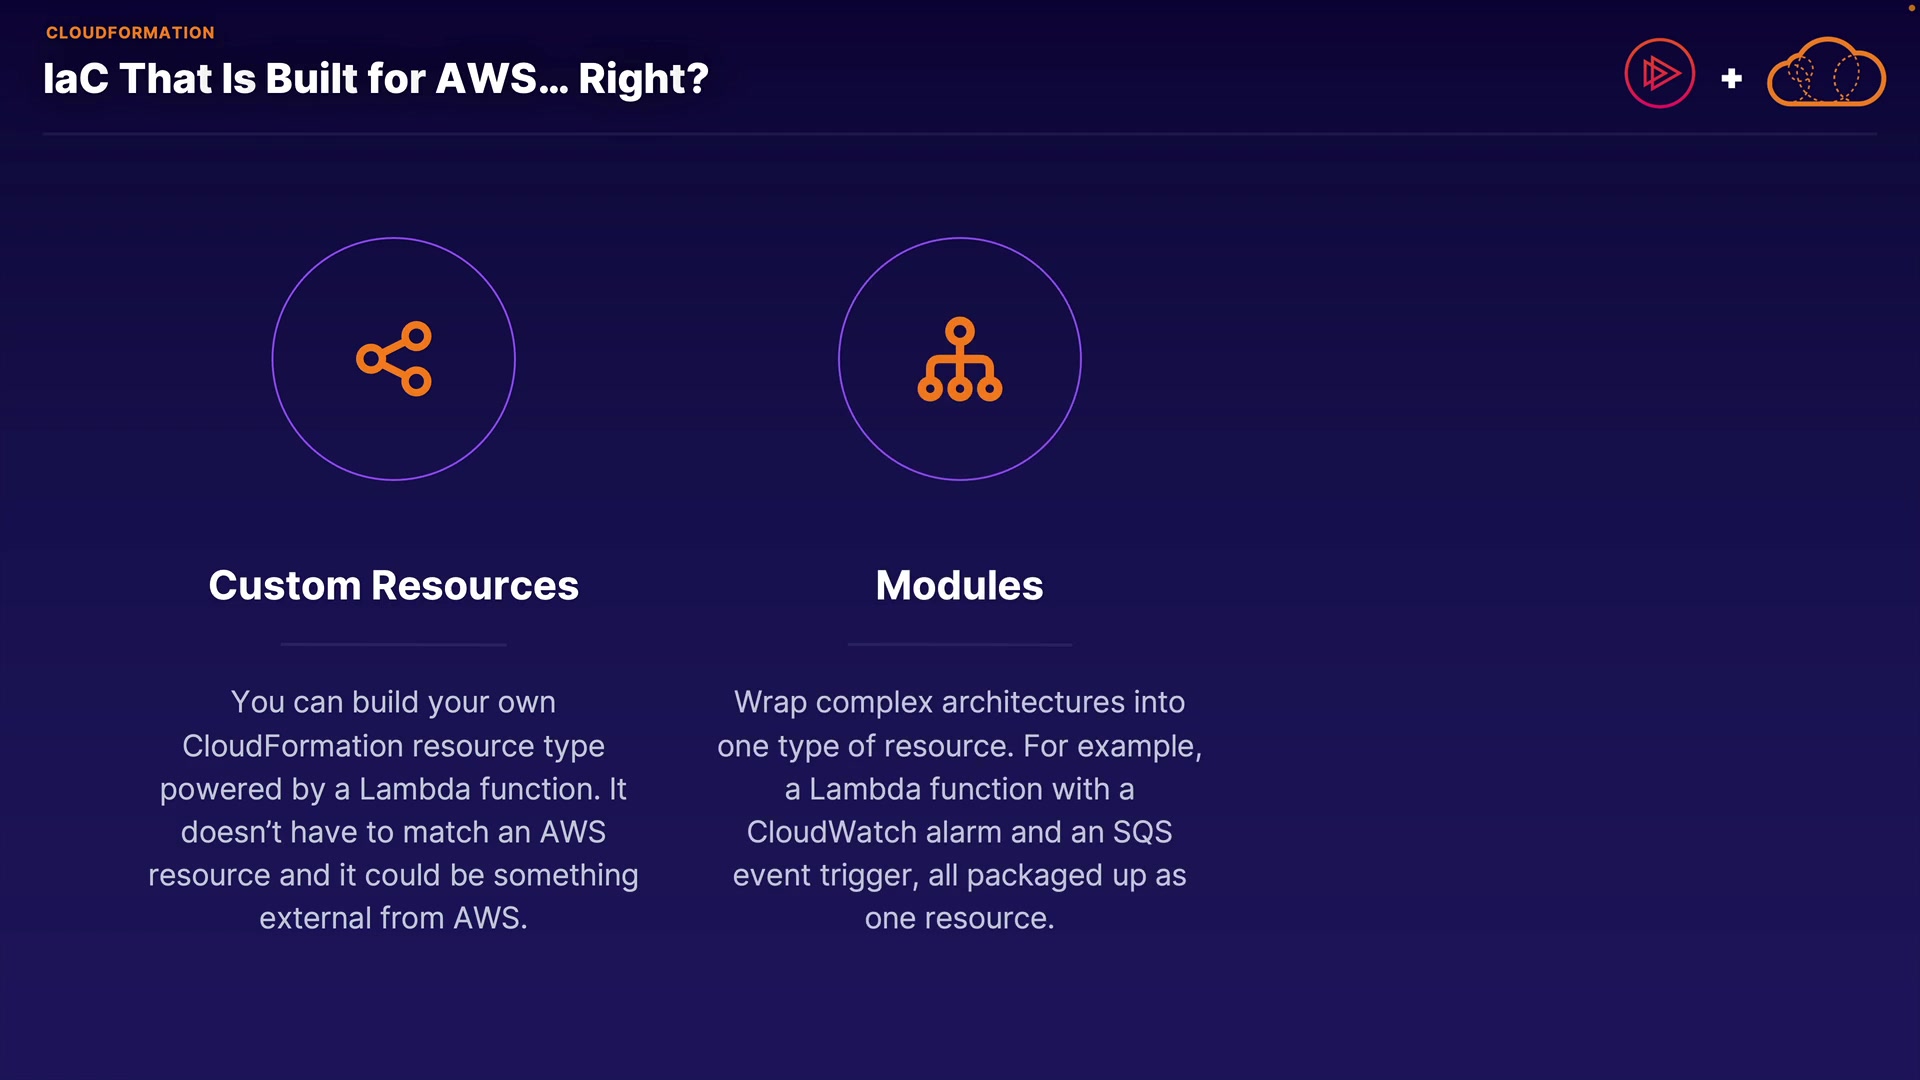 CLOUDFORMATION
IaC That Is Built for AWS... Right?
+
Custom Resources
You can build your own
CloudFormation resource type
powered by a Lambda function. It
doesn’t have to match an AWS
resource and it could be something
external from AWS.
Modules
Wrap complex architectures into
one type of resource. For example,
a Lambda function with a
CloudWatch alarm and an SQS
event trigger, all packaged up as
one resource.